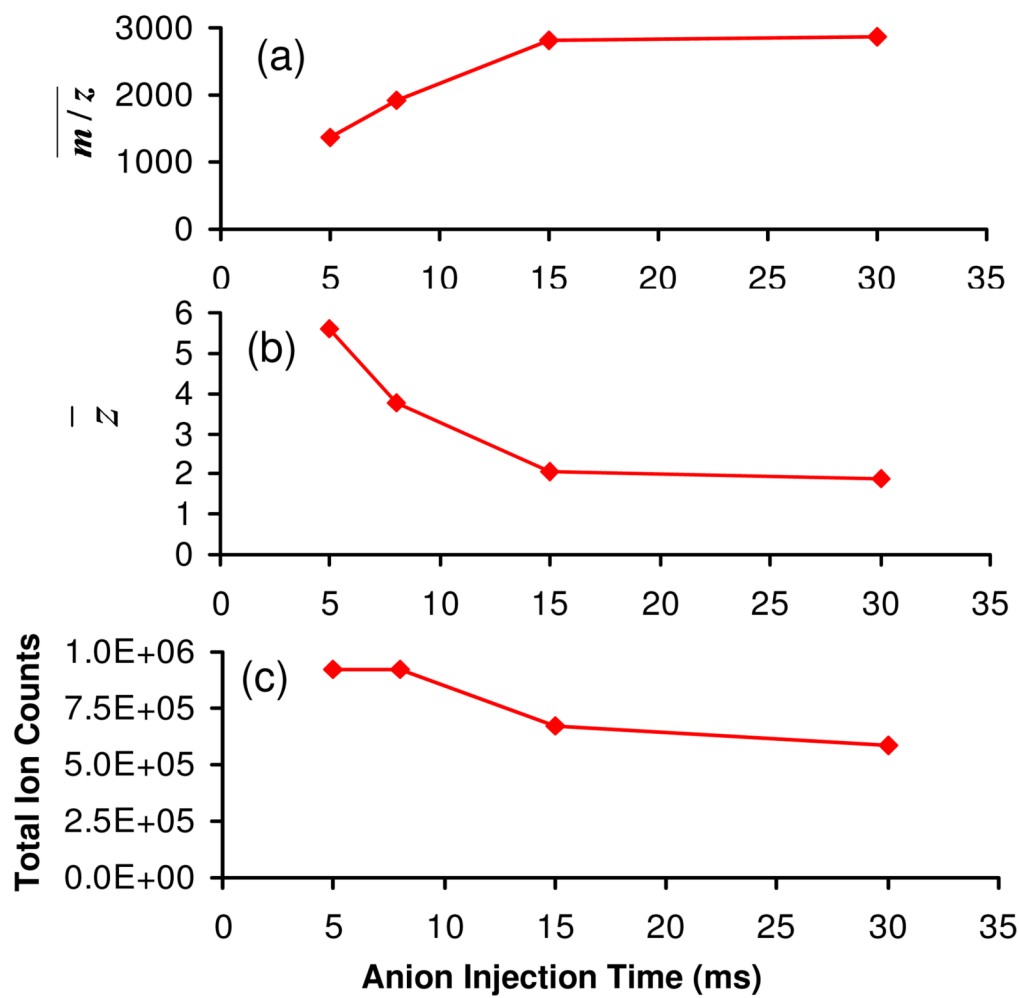 3000
2000
1000
0
m / z
(a)
0 5 10 15 20 25 30 35
6
5
4
3
2
1
0
z
(b)
0 5 10 15 20 25 30 35
1.0E+06
7.5E+05
5.0E+05
2.5E+05
0.0E+00
Total Ion Counts
(c)
0 5 10 15 20 25 30 35
Anion Injection Time (ms)